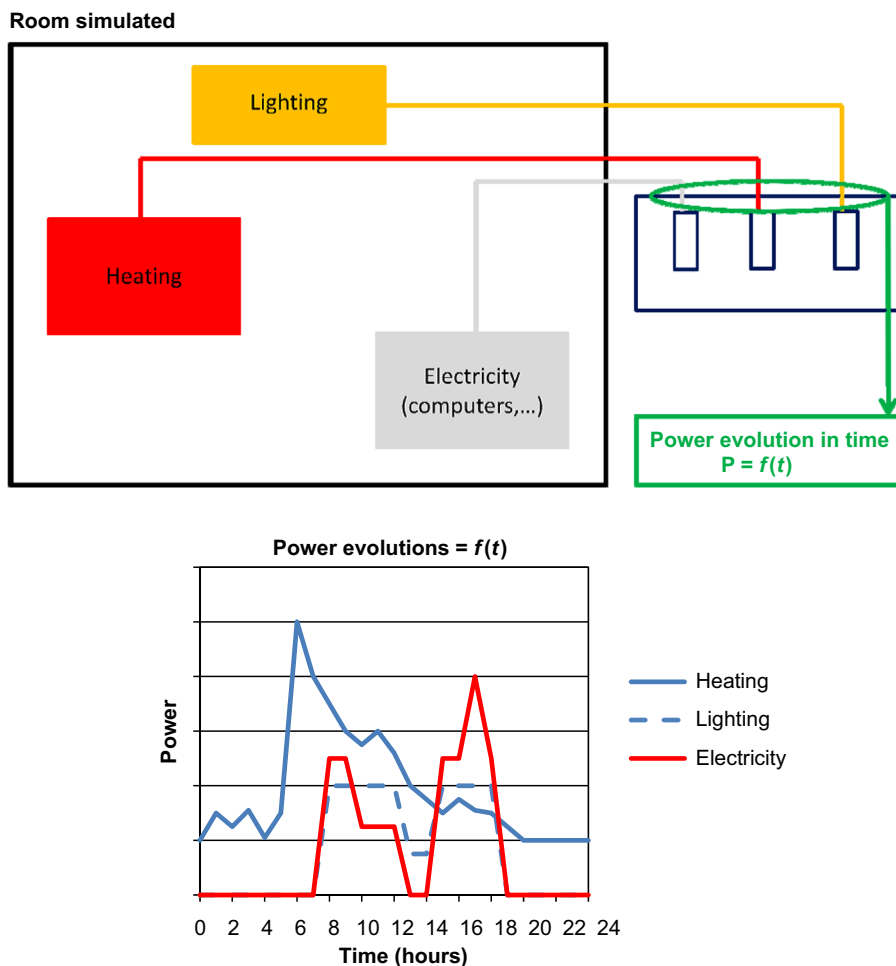 Room simulated
Lighting
Heating
Electricity
(computers,...)
Power evolution in time
P = f(t)
Power evolutions = f(t)
Power
Heating
Lighting
Electricity
0 2 4 6 8 10 12 14 16 18 20 22 24
Time (hours)